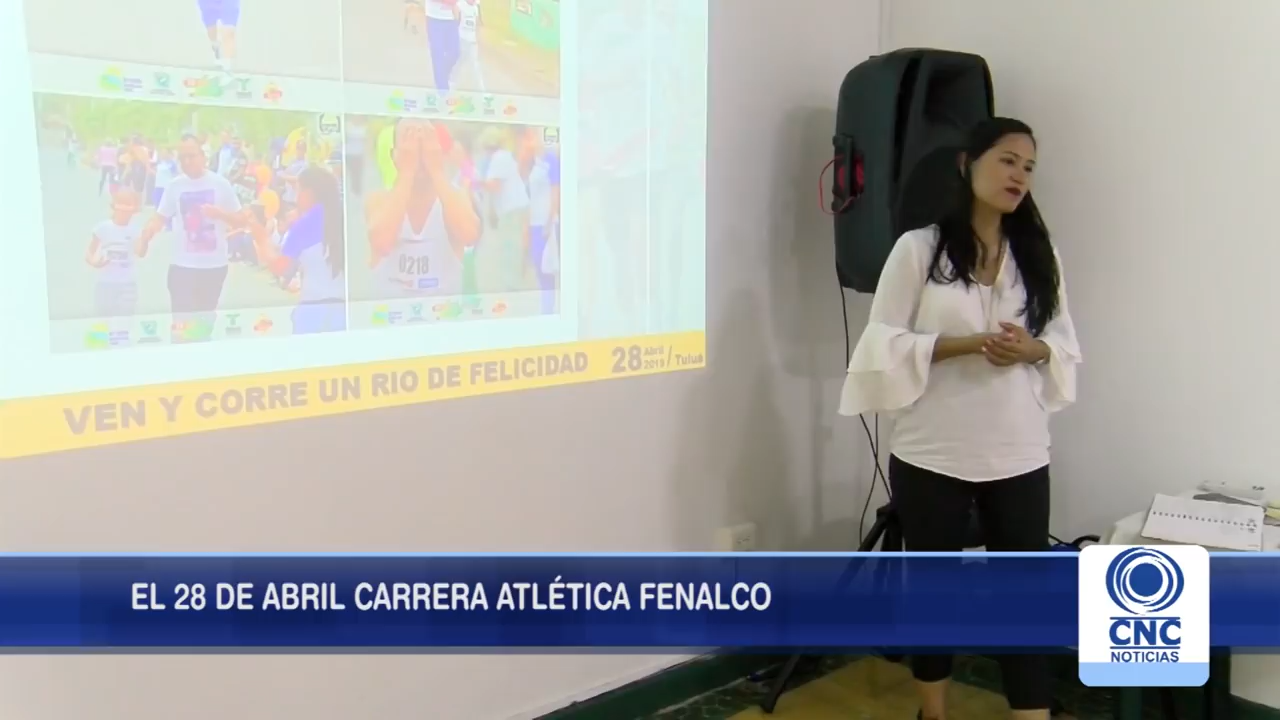 0218
VEN Y CORRE UN RIO DE FELICIDAD 28 Abril 2019 / Tulua
EL 28 DE ABRIL CARRERA ATLÉTICA FENALCO
CNC
NOTICIAS